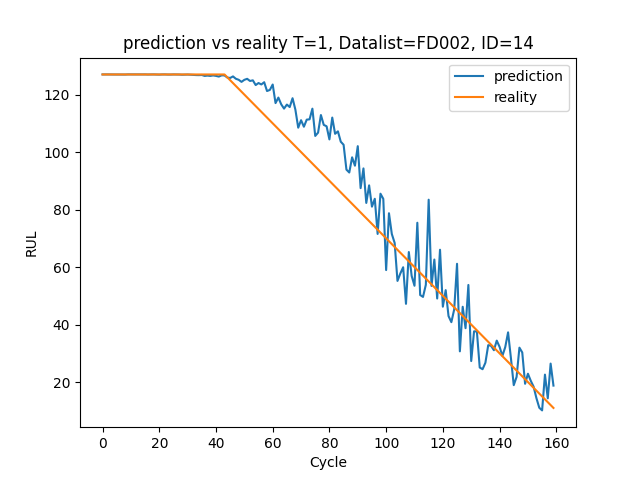 prediction vs reality T=1, Datalist=FD002, ID=14
prediction
reality
120
100
80
60
40
20
RUL
0 20 40 60 80 100 120 140 160
Cycle